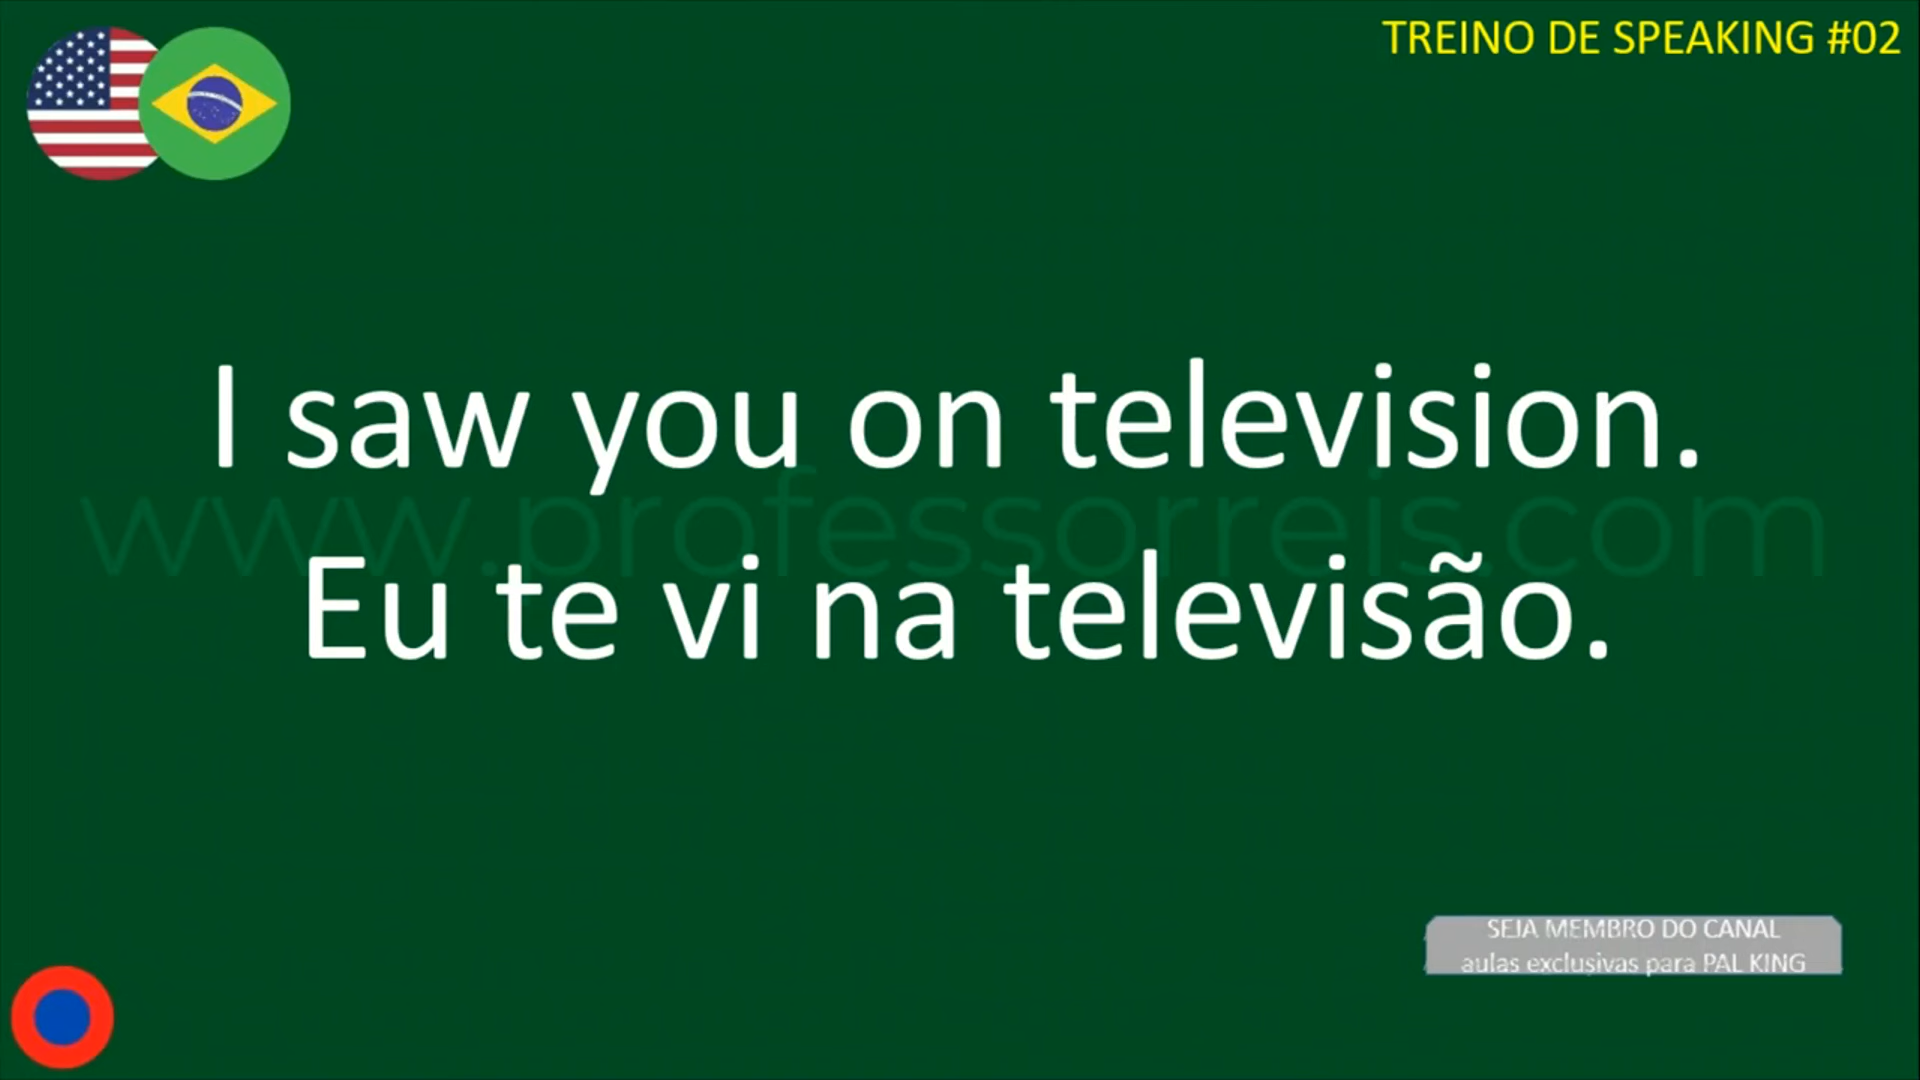 TREINO DE SPEAKING #02
I saw you on television.
www.professorreis.com
Eu te vi na televisão.
SEJA MEMBRO DO CANAL
aulas exclusivas para PAL KING